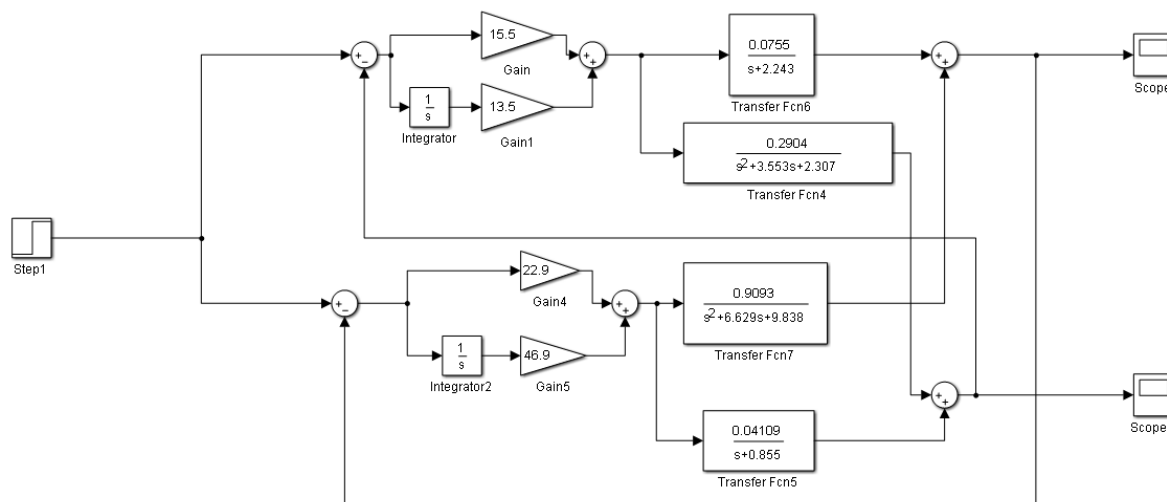 15.5
Gain
1
s
Integrator
13.5
Gain1
0.0755
s+2.243
Transfer Fcn6
Scope
0.2904
s²+3.553s+2.307
Transfer Fcn4
Step1
22.9
Gain4
1
s
Integrator2
46.9
Gain5
0.9093
s²+6.629s+9.838
Transfer Fcn7
0.04109
s+0.855
Transfer Fcn5
Scope